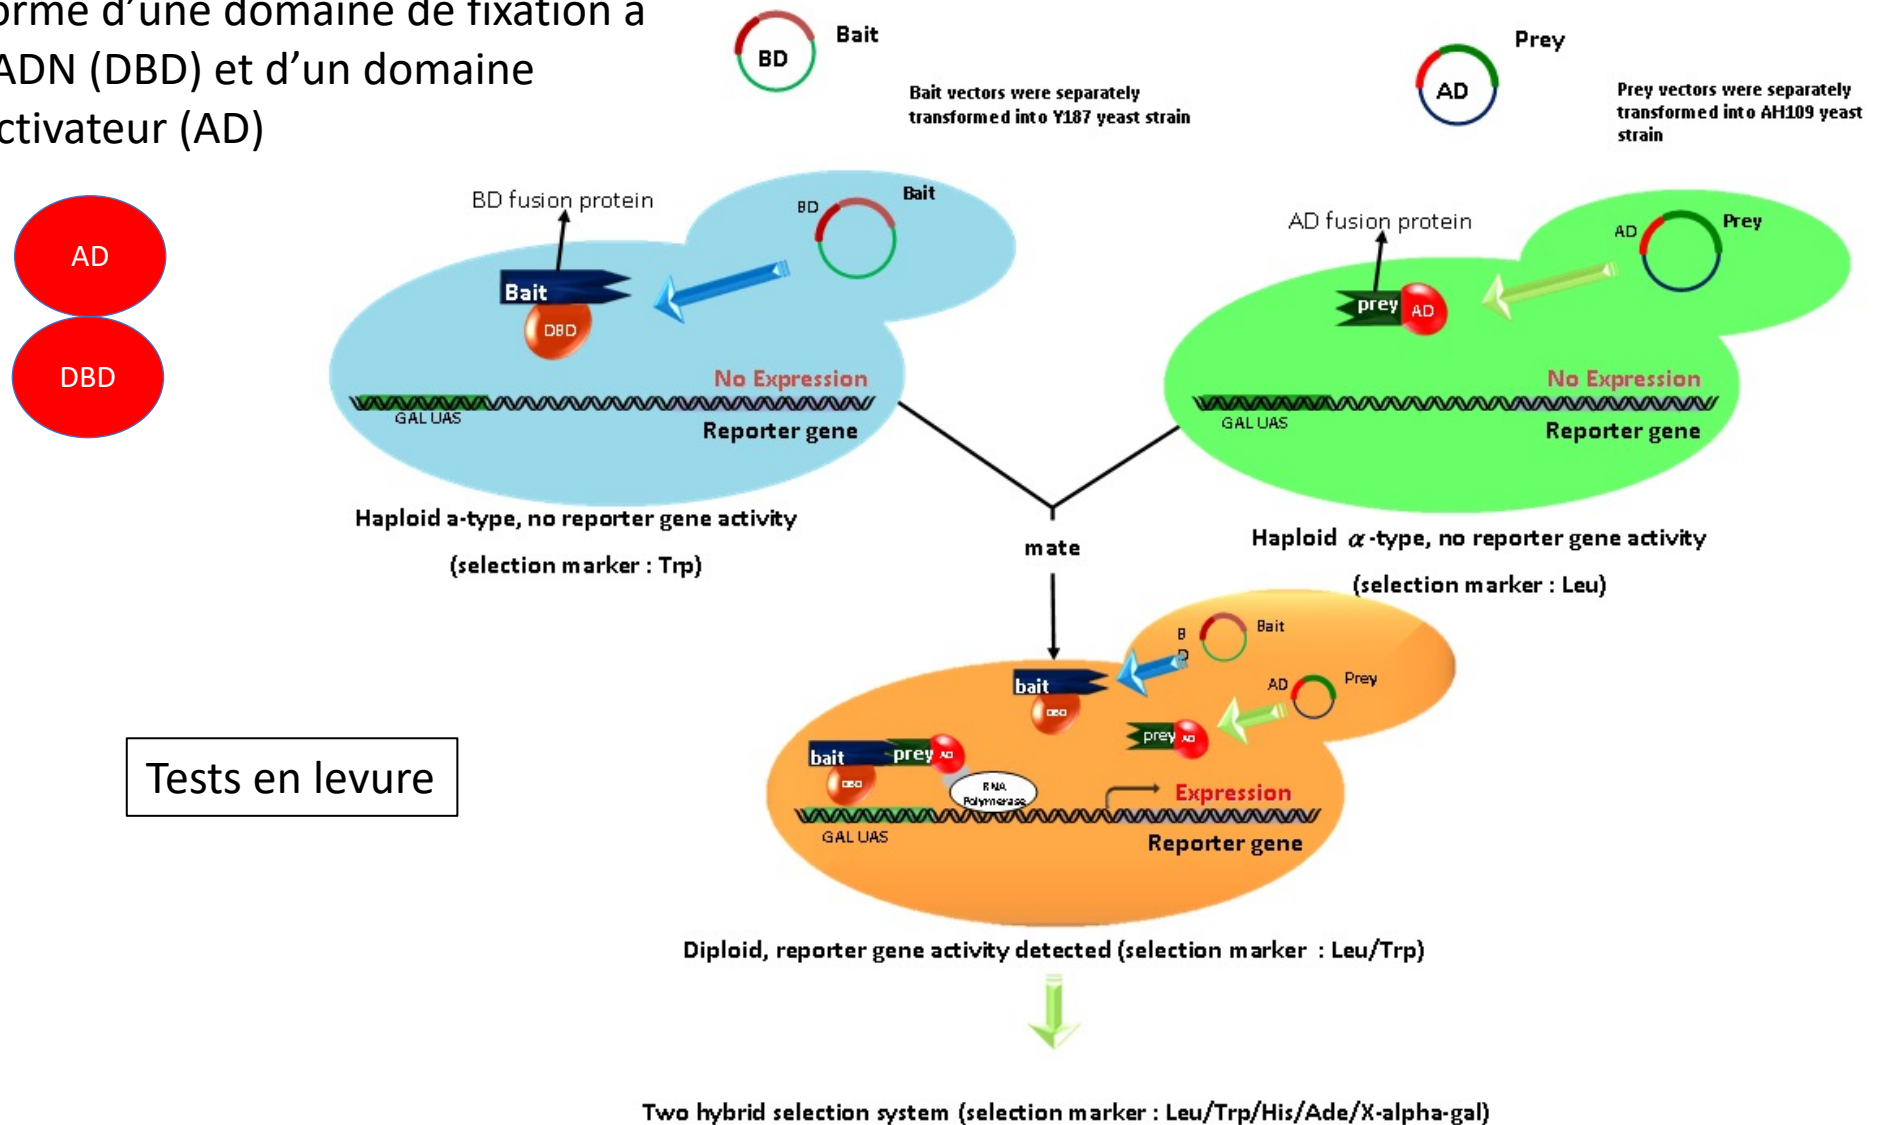 orme d’une domaine de fixation à
ADN (DBD) et d’un domaine
ctivateur (AD)
AD
DBD
Tests en levure
BD
Bait
Bait vectors were separately
transformed into Y187 yeast strain
AD
Prey
Prey vectors were separately
transformed into AH109 yeast
strain
BD fusion protein
BD
Bait
Bait
DBD
No Expression
GAL UAS
Reporter gene
Haploid a-type, no reporter gene activity
(selection marker : Trp)
AD fusion protein
AD
Prey
prey
AD
No Expression
GAL UAS
Reporter gene
Haploid α-type, no reporter gene activity
(selection marker : Leu)
mate
B
D
Bait
AD
Prey
bait
DBD
prey
AD
bait
prey
AD
DBD
RNA
Polymerase
Expression
GAL UAS
Reporter gene
Diploid, reporter gene activity detected (selection marker : Leu/Trp)
Two hybrid selection system (selection marker : Leu/Trp/His/Ade/X-alpha-gal)